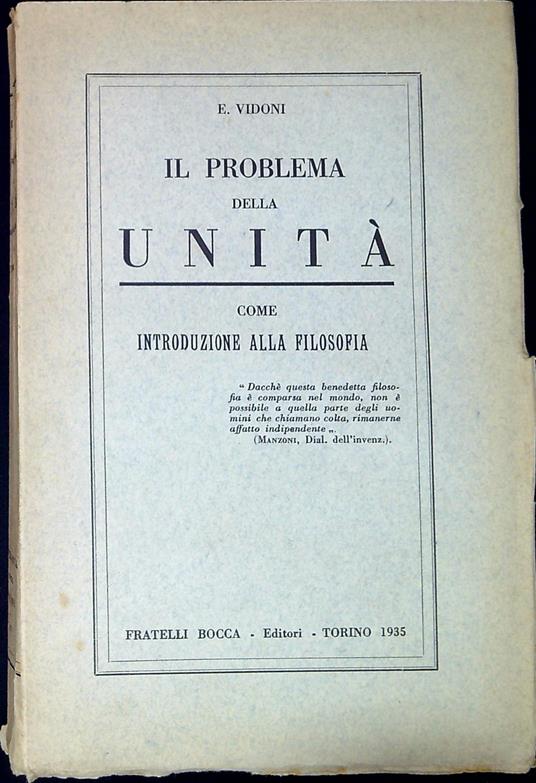 E. VIDONI
IL PROBLEMA
DELLA
UNITÀ
COME
INTRODUZIONE ALLA FILOSOFIA
“ Dacchè questa benedetta filoso-
fia è comparsa nel mondo, non è
possibile a quella parte degli uo-
mini che chiamano colta, rimanerne
affatto indipendente „.
(MANZONI, Dial. dell'invenz.).
FRATELLI BOCCA - Editori - TORINO 1935